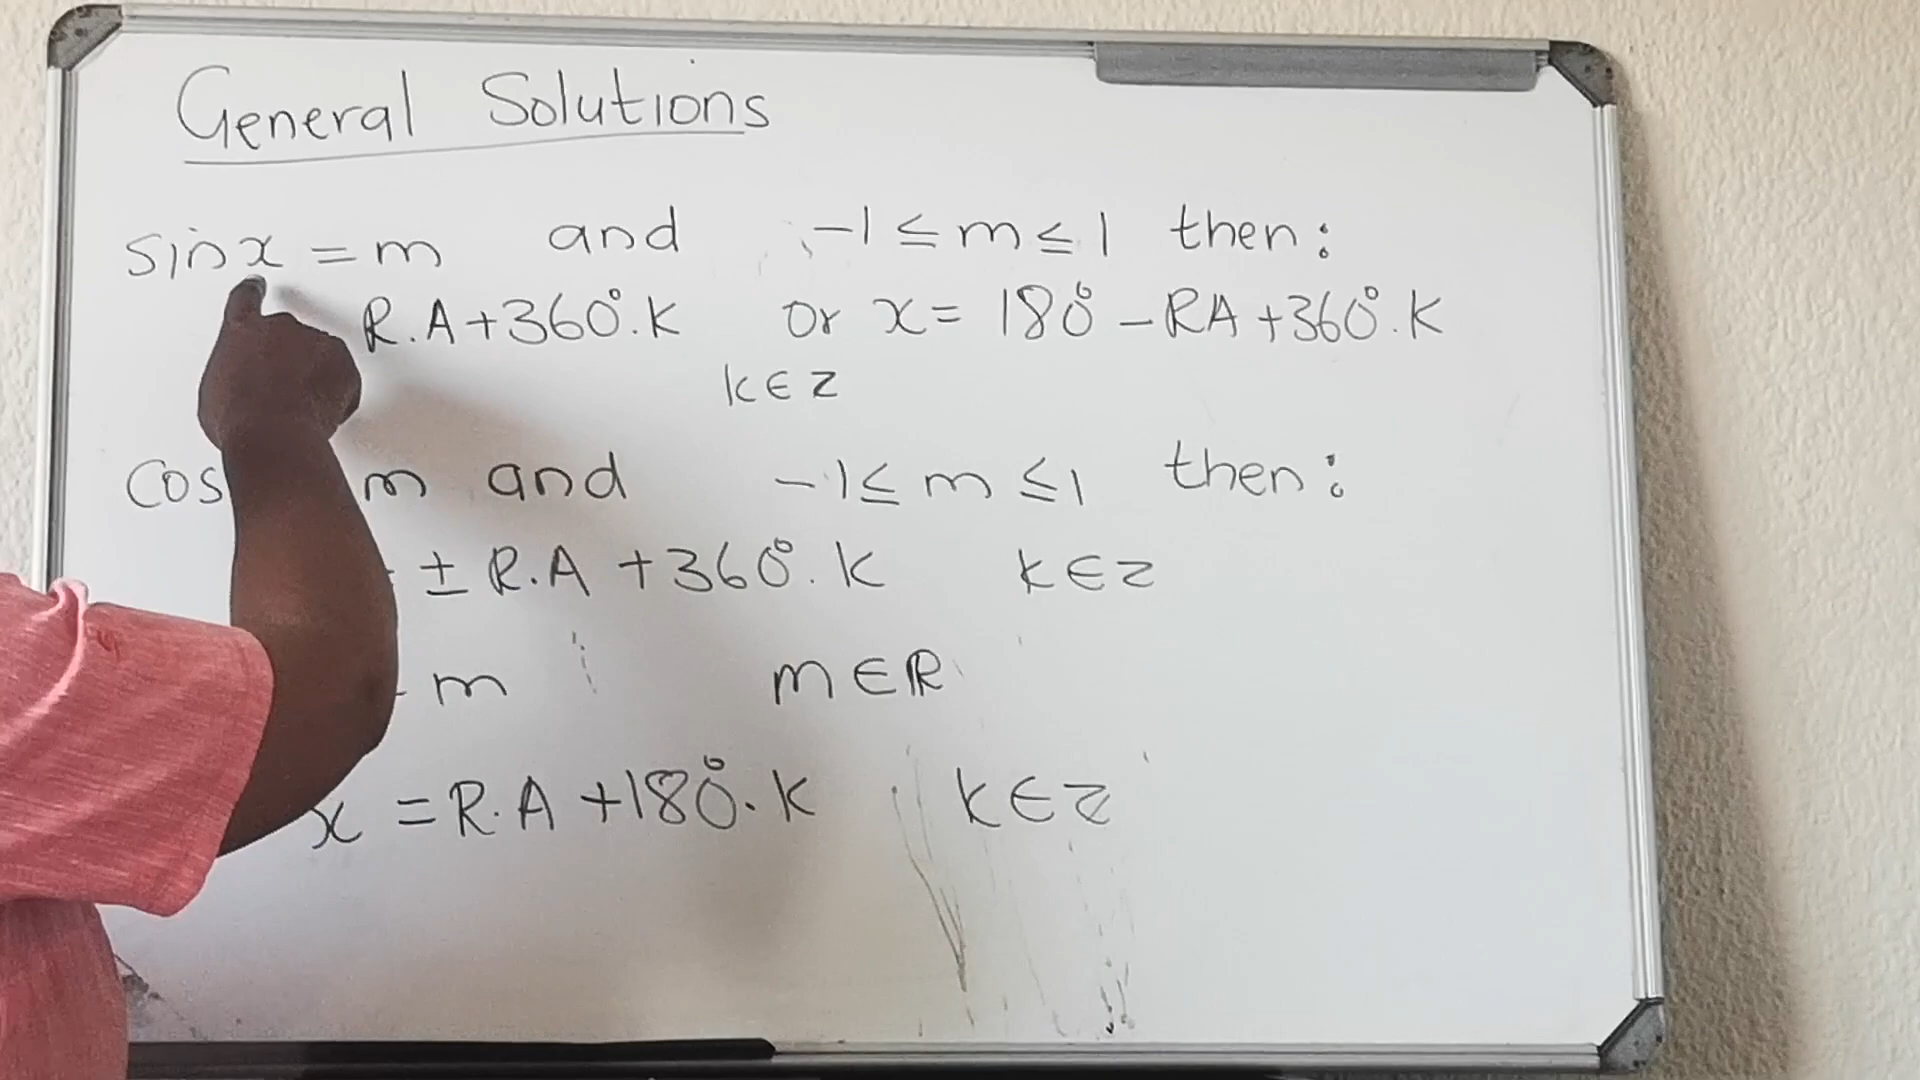 General Solutions
sin x = m and -1 ≤ m ≤ 1 then:
R.A+360°.K or x = 180° - RA +360°.K
k∈z
cos m and -1 ≤ m ≤ 1 then:
± R.A +360°.K k∈z
m m∈R
x = R.A +180°.K k∈z